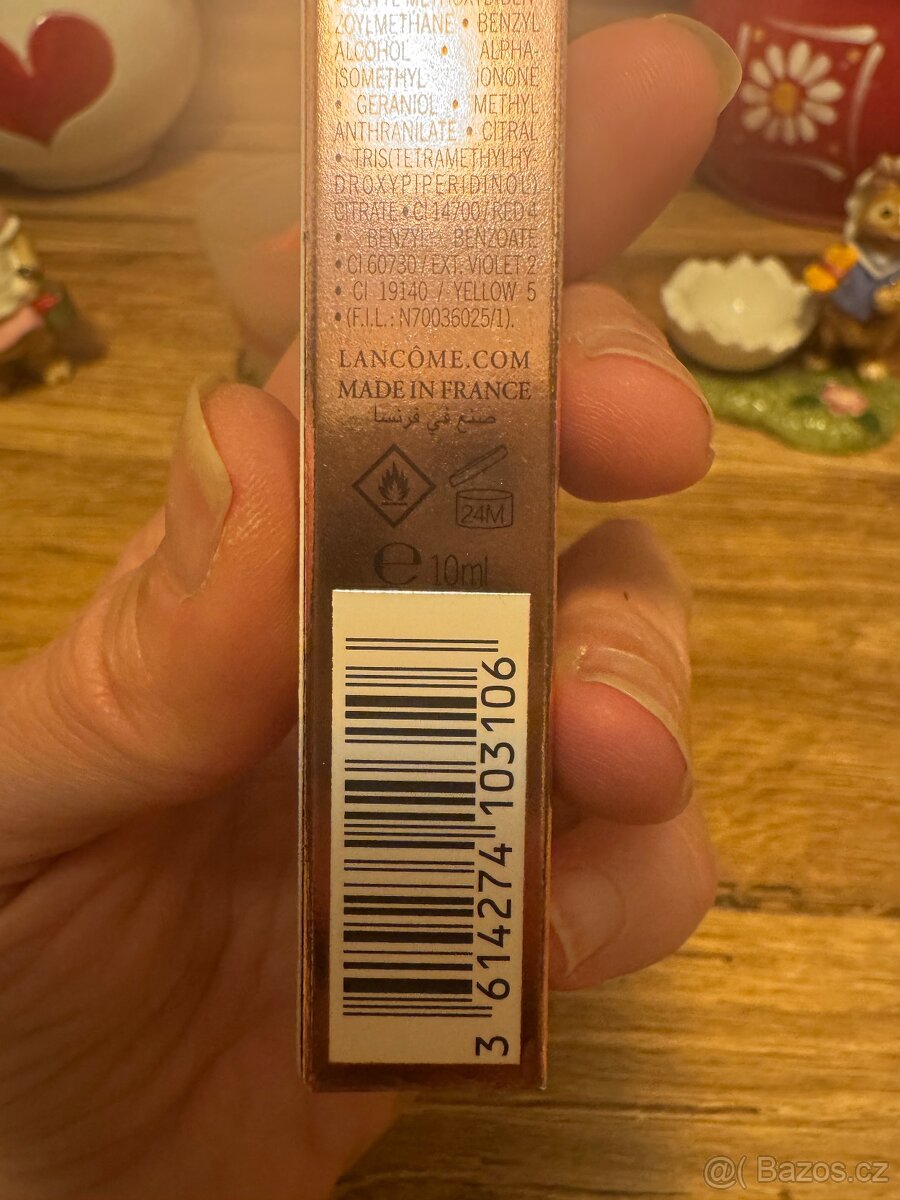 ZOYLMETHANE • BENZYL
ALCOHOL • ALPHA-
ISOMETHYL IONONE
• GERANIOL • METHYL
ANTHRANILATE • CITRAL
• TRIS(TETRAMETHYLHY-
DROXYPIPERIDINOL)
CITRATE • CI 14700 / RED 4
• BENZYL BENZOATE
• CI 60730 / EXT. VIOLET 2
• CI 19140 / YELLOW 5
• (F.I.L.: N70036025/1).
LANCÔME.COM
MADE IN FRANCE
صنع في فرنسا
24M
e 10ml
3 614274 103106
@( Bazos.cz